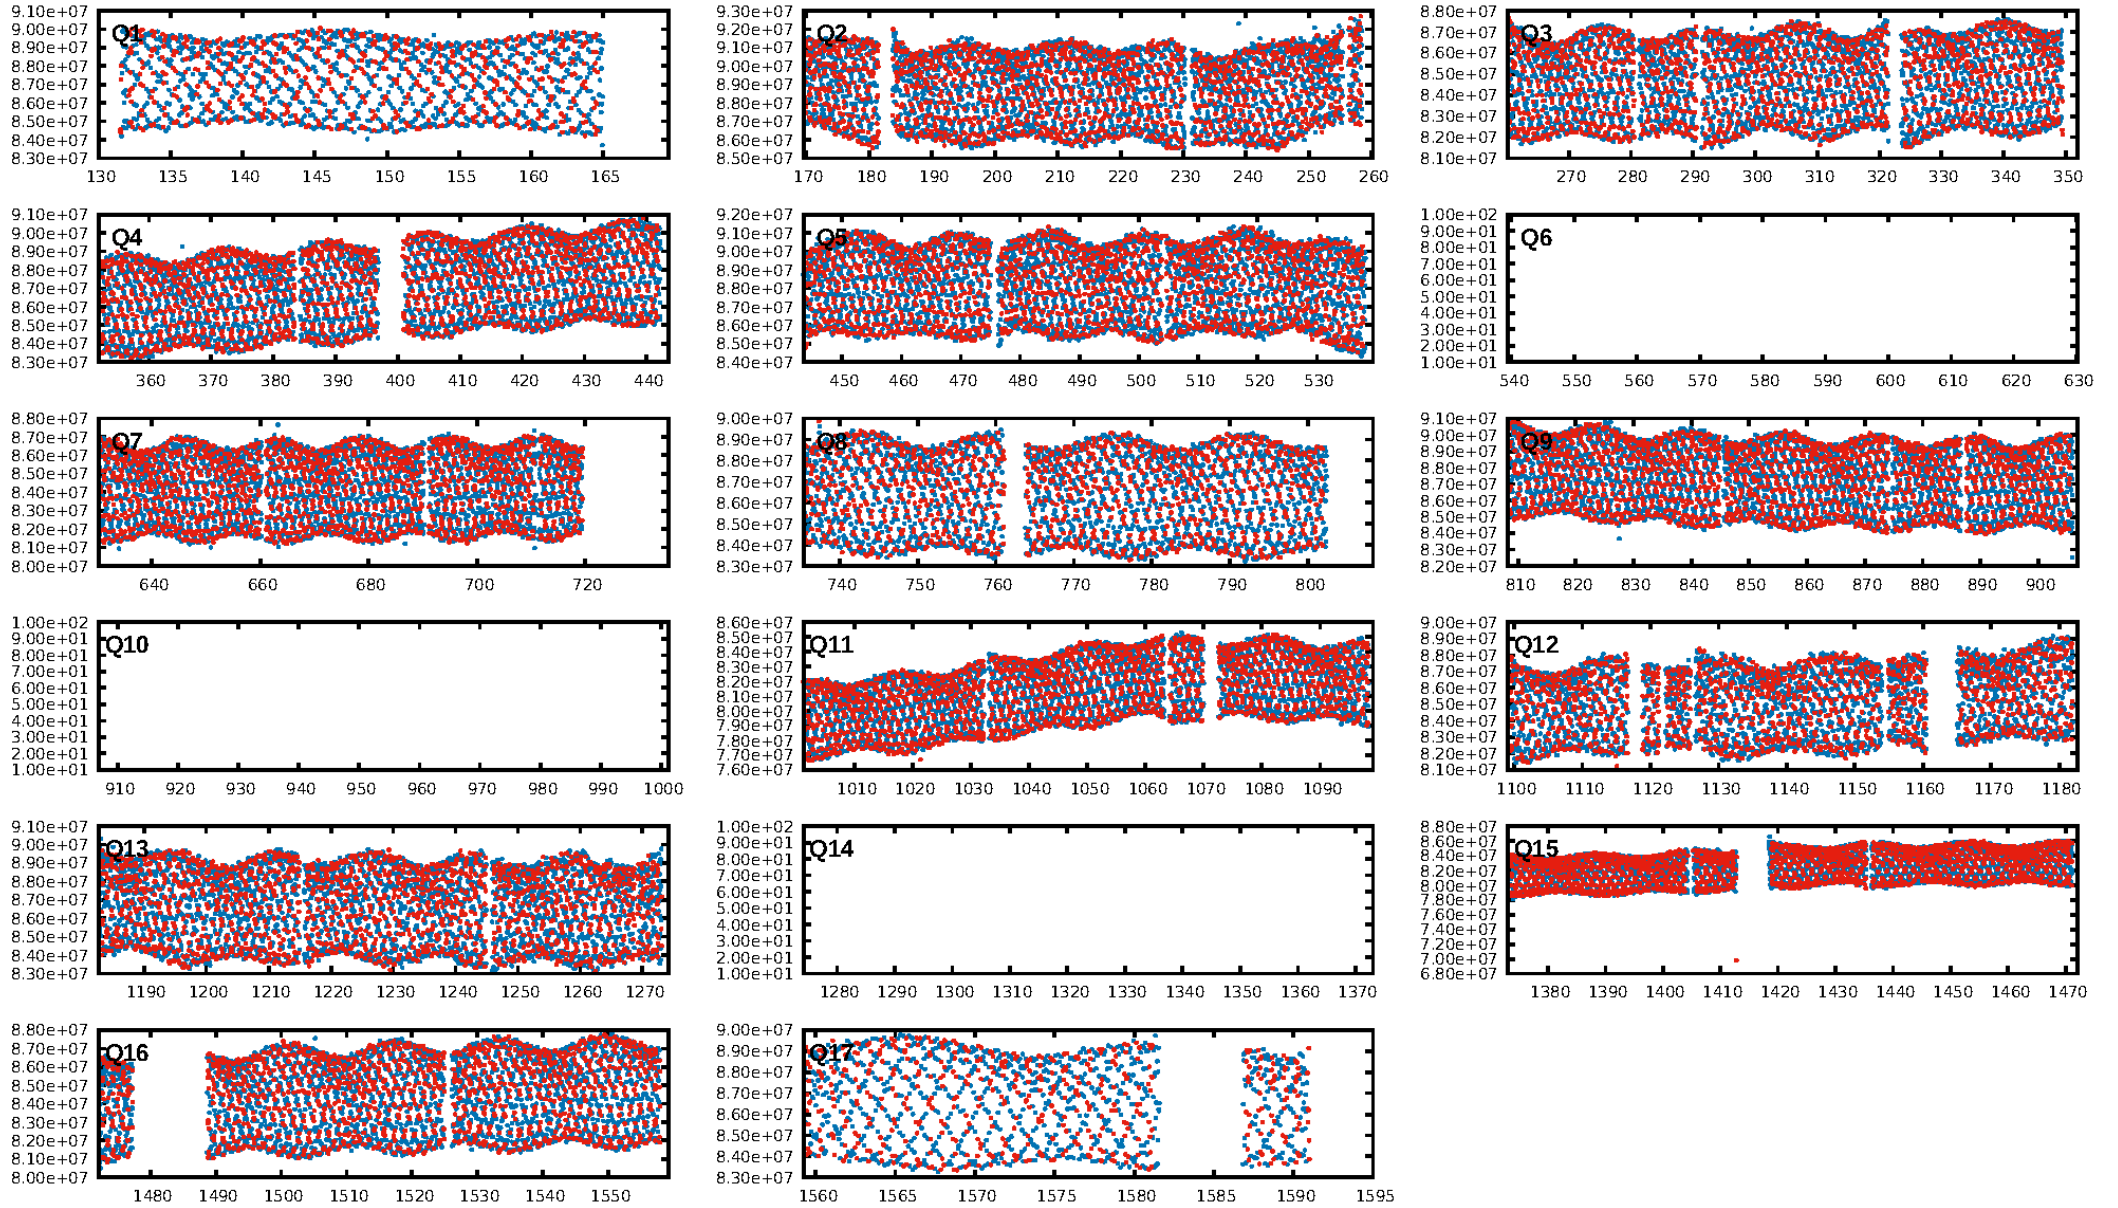 9.10e+07
9.00e+07
Q1
8.90e+07
8.80e+07
8.70e+07
8.60e+07
8.50e+07
8.40e+07
8.30e+07
130 135 140 145 150 155 160 165
9.30e+07
9.20e+07
Q2
9.10e+07
9.00e+07
8.90e+07
8.80e+07
8.70e+07
8.60e+07
8.50e+07
170 180 190 200 210 220 230 240 250 260
8.80e+07
8.70e+07
Q3
8.60e+07
8.50e+07
8.40e+07
8.30e+07
8.20e+07
8.10e+07
270 280 290 300 310 320 330 340 350
9.10e+07
9.00e+07
Q4
8.90e+07
8.80e+07
8.70e+07
8.60e+07
8.50e+07
8.40e+07
8.30e+07
360 370 380 390 400 410 420 430 440
9.20e+07
9.10e+07
Q5
9.00e+07
8.90e+07
8.80e+07
8.70e+07
8.60e+07
8.50e+07
8.40e+07
450 460 470 480 490 500 510 520 530
1.00e+02
9.00e+01
Q6
8.00e+01
7.00e+01
6.00e+01
5.00e+01
4.00e+01
3.00e+01
2.00e+01
1.00e+01
540 550 560 570 580 590 600 610 620 630
8.80e+07
8.70e+07
Q7
8.60e+07
8.50e+07
8.40e+07
8.30e+07
8.20e+07
8.10e+07
8.00e+07
640 660 680 700 720
9.00e+07
8.90e+07
Q8
8.80e+07
8.70e+07
8.60e+07
8.50e+07
8.40e+07
8.30e+07
740 750 760 770 780 790 800
9.10e+07
9.00e+07
Q9
8.90e+07
8.80e+07
8.70e+07
8.60e+07
8.50e+07
8.40e+07
8.30e+07
8.20e+07
810 820 830 840 850 860 870 880 890 900
1.00e+02
9.00e+01
Q10
8.00e+01
7.00e+01
6.00e+01
5.00e+01
4.00e+01
3.00e+01
2.00e+01
1.00e+01
910 920 930 940 950 960 970 980 990 1000
8.60e+07
8.50e+07
Q11
8.40e+07
8.30e+07
8.20e+07
8.10e+07
8.00e+07
7.90e+07
7.80e+07
7.70e+07
7.60e+07
1010 1020 1030 1040 1050 1060 1070 1080 1090
9.00e+07
8.90e+07
Q12
8.80e+07
8.70e+07
8.60e+07
8.50e+07
8.40e+07
8.30e+07
8.20e+07
8.10e+07
1100 1110 1120 1130 1140 1150 1160 1170 1180
9.10e+07
9.00e+07
Q13
8.90e+07
8.80e+07
8.70e+07
8.60e+07
8.50e+07
8.40e+07
8.30e+07
1190 1200 1210 1220 1230 1240 1250 1260 1270
1.00e+02
9.00e+01
Q14
8.00e+01
7.00e+01
6.00e+01
5.00e+01
4.00e+01
3.00e+01
2.00e+01
1.00e+01
1280 1290 1300 1310 1320 1330 1340 1350 1360 1370
8.80e+07
8.60e+07
Q15
8.40e+07
8.20e+07
8.00e+07
7.80e+07
7.60e+07
7.40e+07
7.20e+07
7.00e+07
6.80e+07
1380 1390 1400 1410 1420 1430 1440 1450 1460 1470
8.80e+07
8.70e+07
Q16
8.60e+07
8.50e+07
8.40e+07
8.30e+07
8.20e+07
8.10e+07
8.00e+07
1480 1490 1500 1510 1520 1530 1540 1550
9.00e+07
8.90e+07
Q17
8.80e+07
8.70e+07
8.60e+07
8.50e+07
8.40e+07
8.30e+07
1560 1565 1570 1575 1580 1585 1590 1595